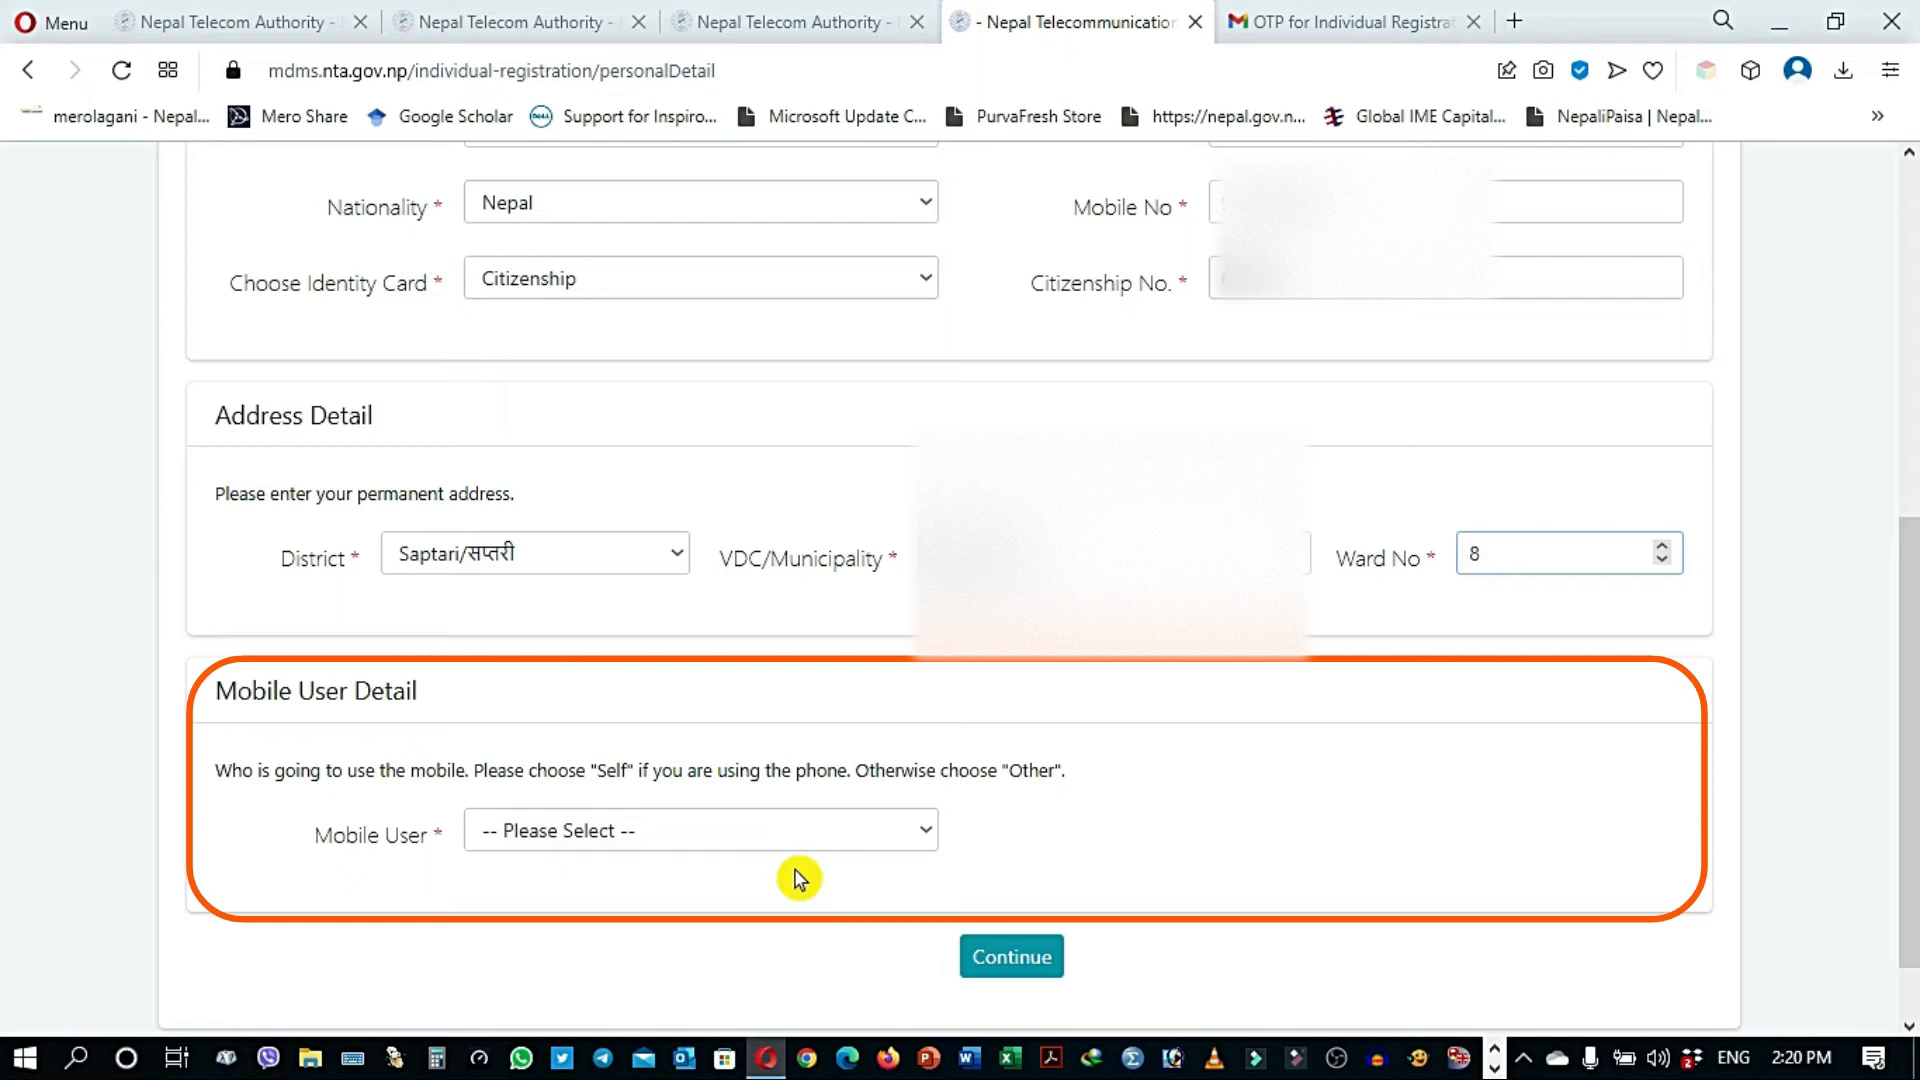 Menu
Nepal Telecom Authority -
Nepal Telecom Authority -
Nepal Telecom Authority -
- Nepal Telecommunication
OTP for Individual Registra
mdms.nta.gov.np/individual-registration/personalDetail
merolagani - Nepal...
Mero Share
Google Scholar
Support for Inspiro...
Microsoft Update C...
PurvaFresh Store
https://nepal.gov.n...
Global IME Capital...
NepaliPaisa | Nepal...
Nationality *
Nepal
Mobile No *
Choose Identity Card *
Citizenship
Citizenship No. *
Address Detail
Please enter your permanent address.
District *
Saptari/सप्तरी
VDC/Municipality *
Ward No *
8
Mobile User Detail
Who is going to use the mobile. Please choose "Self" if you are using the phone. Otherwise choose "Other".
Mobile User *
-- Please Select --
Continue
ENG
2:20 PM